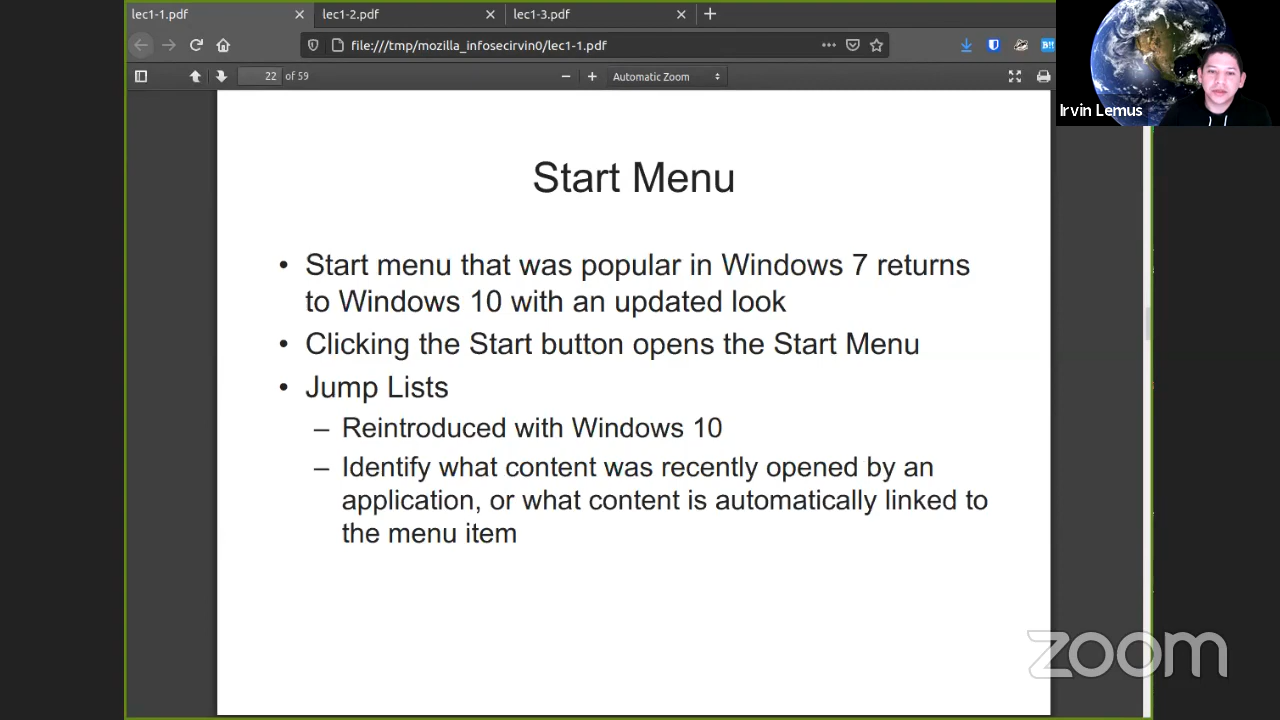 lec1-1.pdf
lec1-2.pdf
lec1-3.pdf
file:///tmp/mozilla_infosecirvin0/lec1-1.pdf
B!!
22 of 59
Automatic Zoom
Irvin Lemus
Start Menu
• Start menu that was popular in Windows 7 returns
to Windows 10 with an updated look
• Clicking the Start button opens the Start Menu
• Jump Lists
– Reintroduced with Windows 10
– Identify what content was recently opened by an
application, or what content is automatically linked to
the menu item
zoom